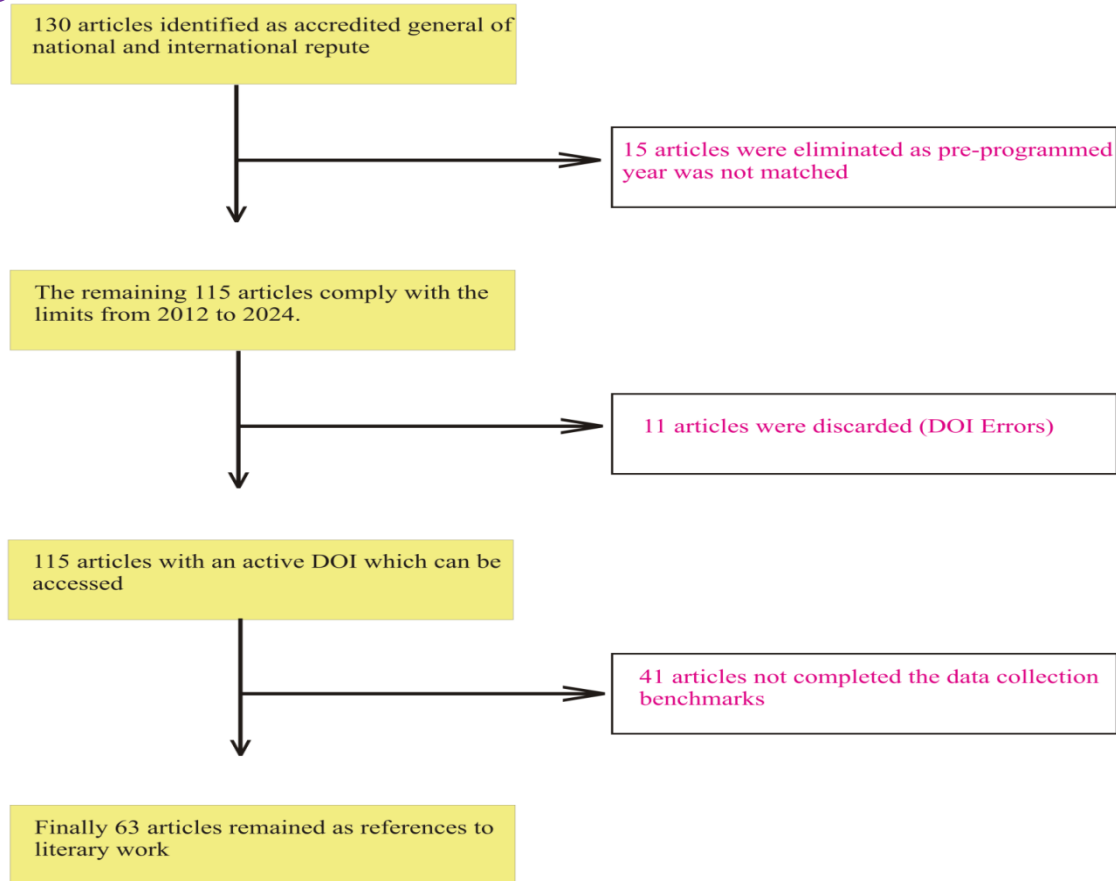 130 articles identified as accredited general of
national and international repute
15 articles were eliminated as pre-programmed
year was not matched
The remaining 115 articles comply with the
limits from 2012 to 2024.
11 articles were discarded (DOI Errors)
115 articles with an active DOI which can be
accessed
41 articles not completed the data collection
benchmarks
Finally 63 articles remained as references to
literary work